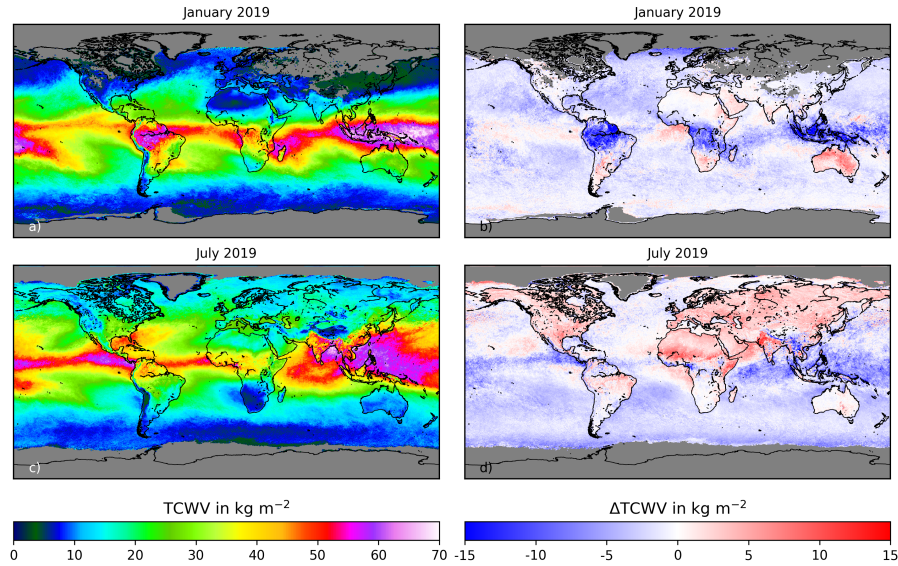 January 2019
January 2019
a)
b)
July 2019
July 2019
c)
d)
TCWV in kg m⁻²
ΔTCWV in kg m⁻²
0 10 20 30 40 50 60 70
-15 -10 -5 0 5 10 15